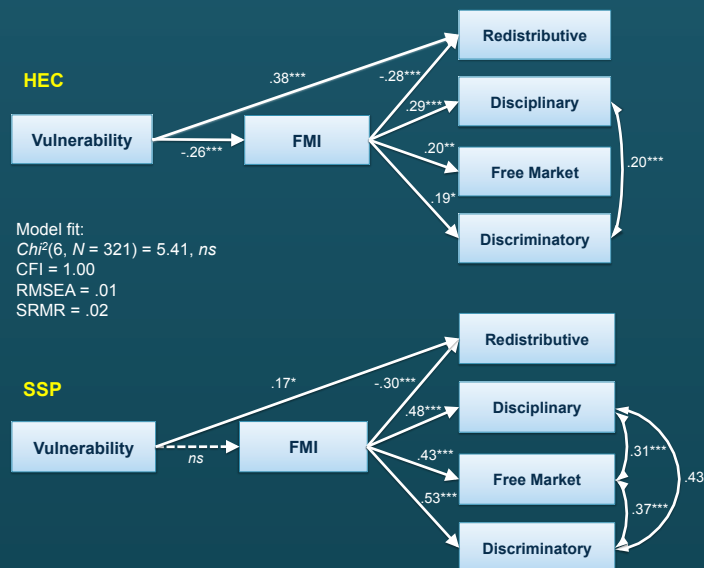 Redistributive
HEC
.38***
-.28***
Disciplinary
.29***
Vulnerability
FMI
-.26***
.20**
Free Market
.20***
.19*
Discriminatory
Model fit:
Chi²(6, N = 321) = 5.41, ns
CFI = 1.00
RMSEA = .01
SRMR = .02
Redistributive
SSP
.17*
-.30***
Disciplinary
.48***
Vulnerability
FMI
ns
.43***
Free Market
.31***
.43
.53***
.37***
Discriminatory